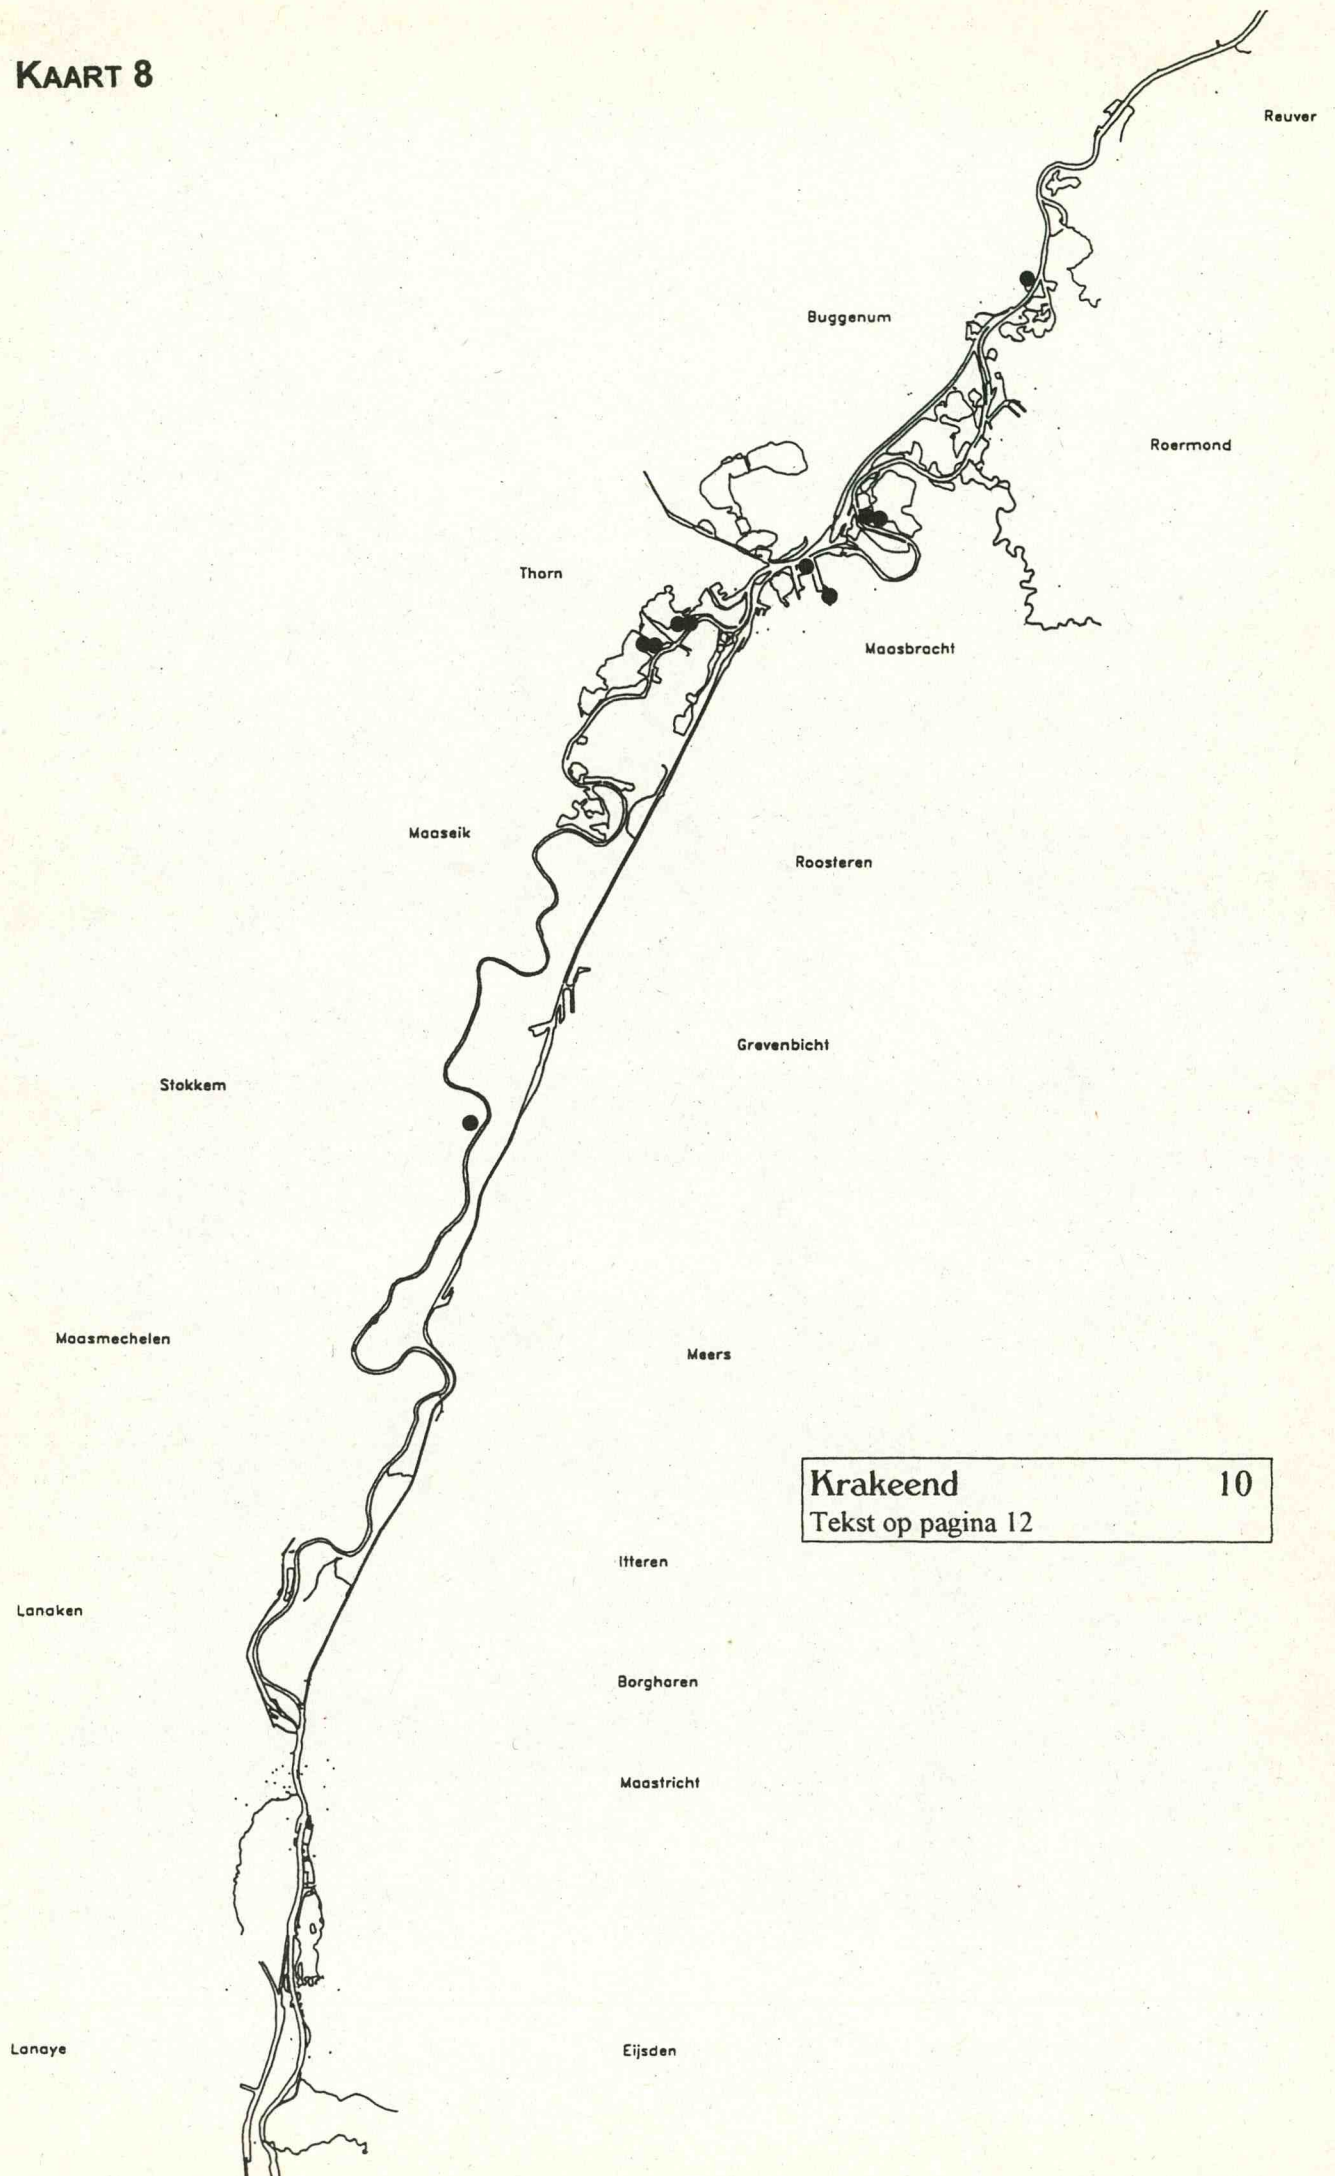 KAART 8
Reuver
Buggenum
Roermond
Thorn
Maasbracht
Maaseik
Roosteren
Grevenbicht
Stokkem
Maasmechelen
Meers
Krakeend 10
Tekst op pagina 12
Itteren
Lanaken
Borgharen
Maastricht
Lanaye
Eijsden